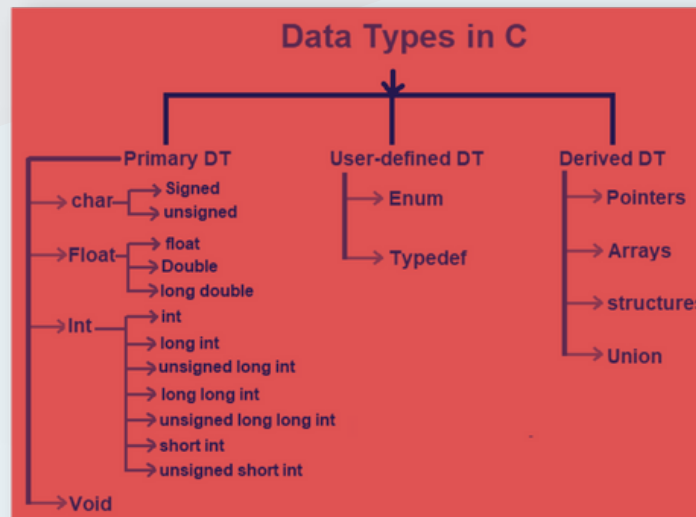 Data Types in C
Primary DT
char
Signed
unsigned
Float
float
Double
long double
Int
int
long int
unsigned long int
long long int
unsigned long long int
short int
unsigned short int
Void
User-defined DT
Enum
Typedef
Derived DT
Pointers
Arrays
structures
Union